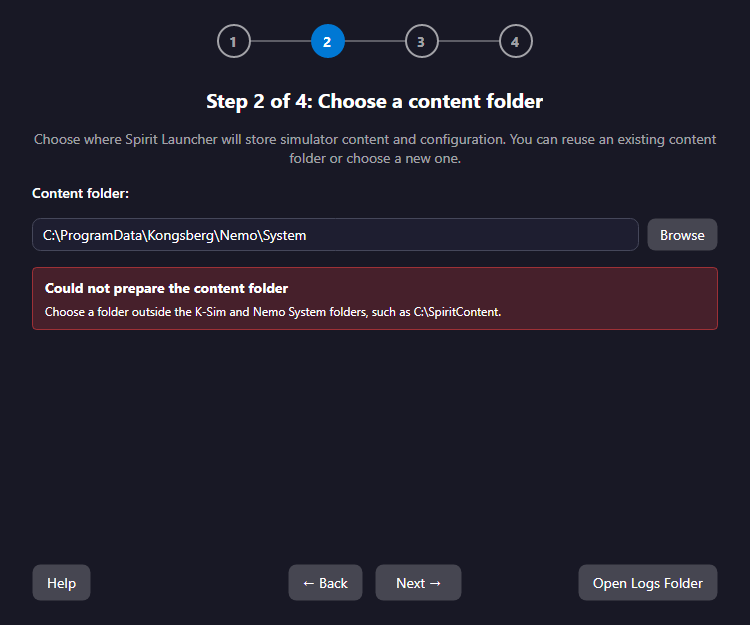 1
2
3
4
Step 2 of 4: Choose a content folder
Choose where Spirit Launcher will store simulator content and configuration. You can reuse an existing content
folder or choose a new one.
Content folder:
C:\ProgramData\Kongsberg\Nemo\System
Browse
Could not prepare the content folder
Choose a folder outside the K-Sim and Nemo System folders, such as C:\SpiritContent.
Help
← Back
Next →
Open Logs Folder